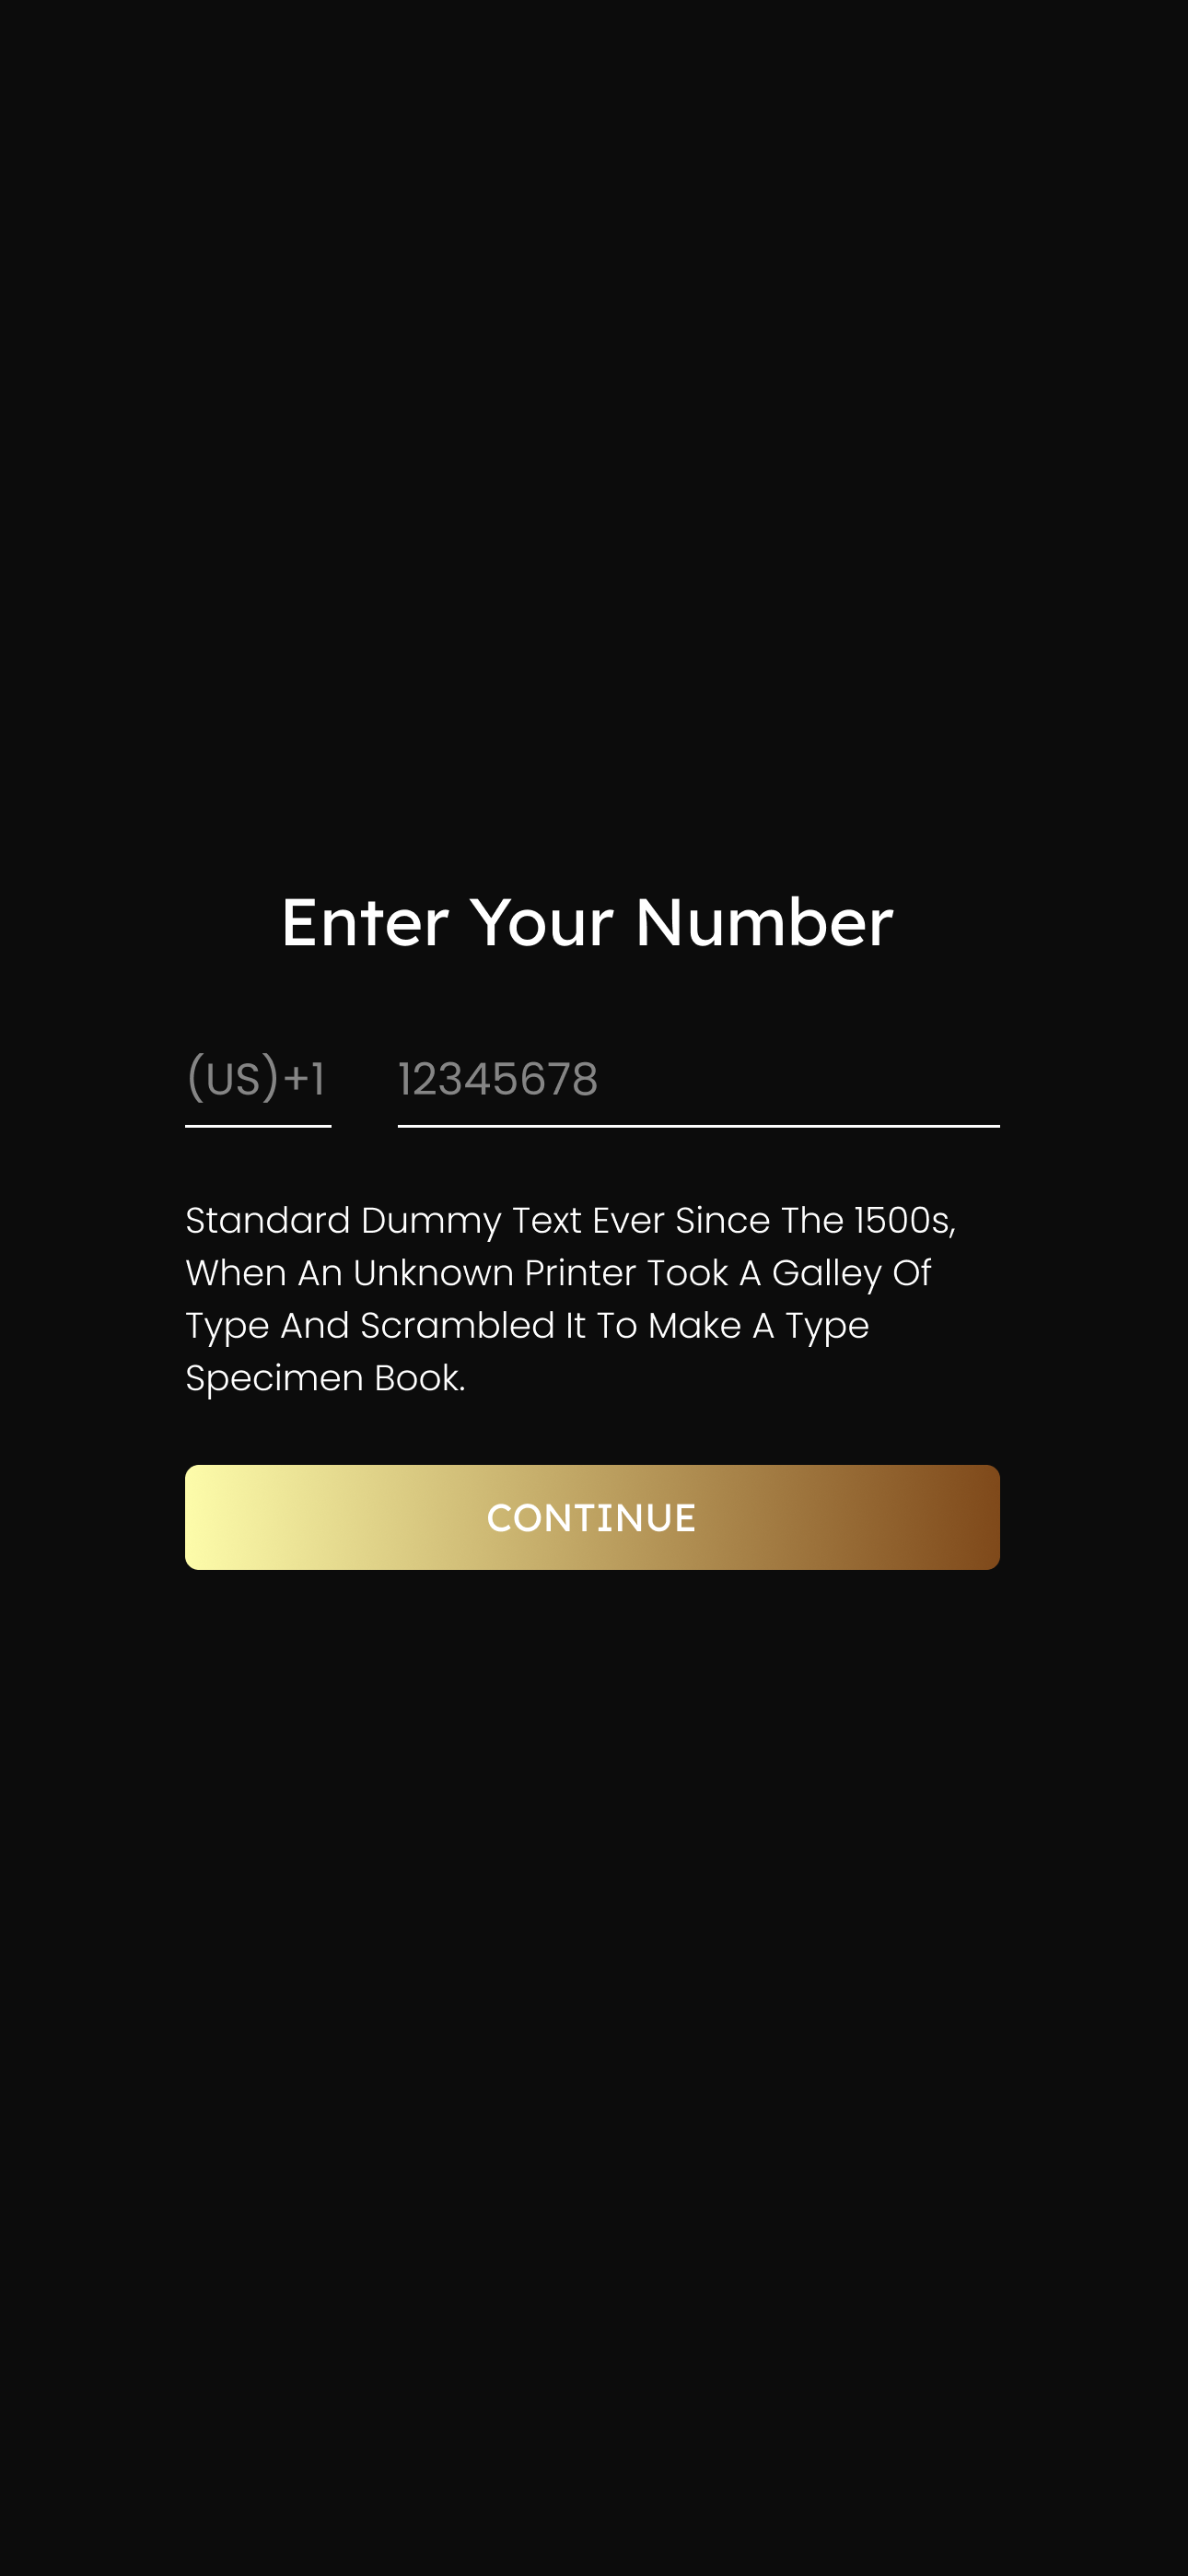 Enter Your Number
(US)+1 12345678
Standard Dummy Text Ever Since The 1500s,
When An Unknown Printer Took A Galley Of
Type And Scrambled It To Make A Type
Specimen Book.
CONTINUE